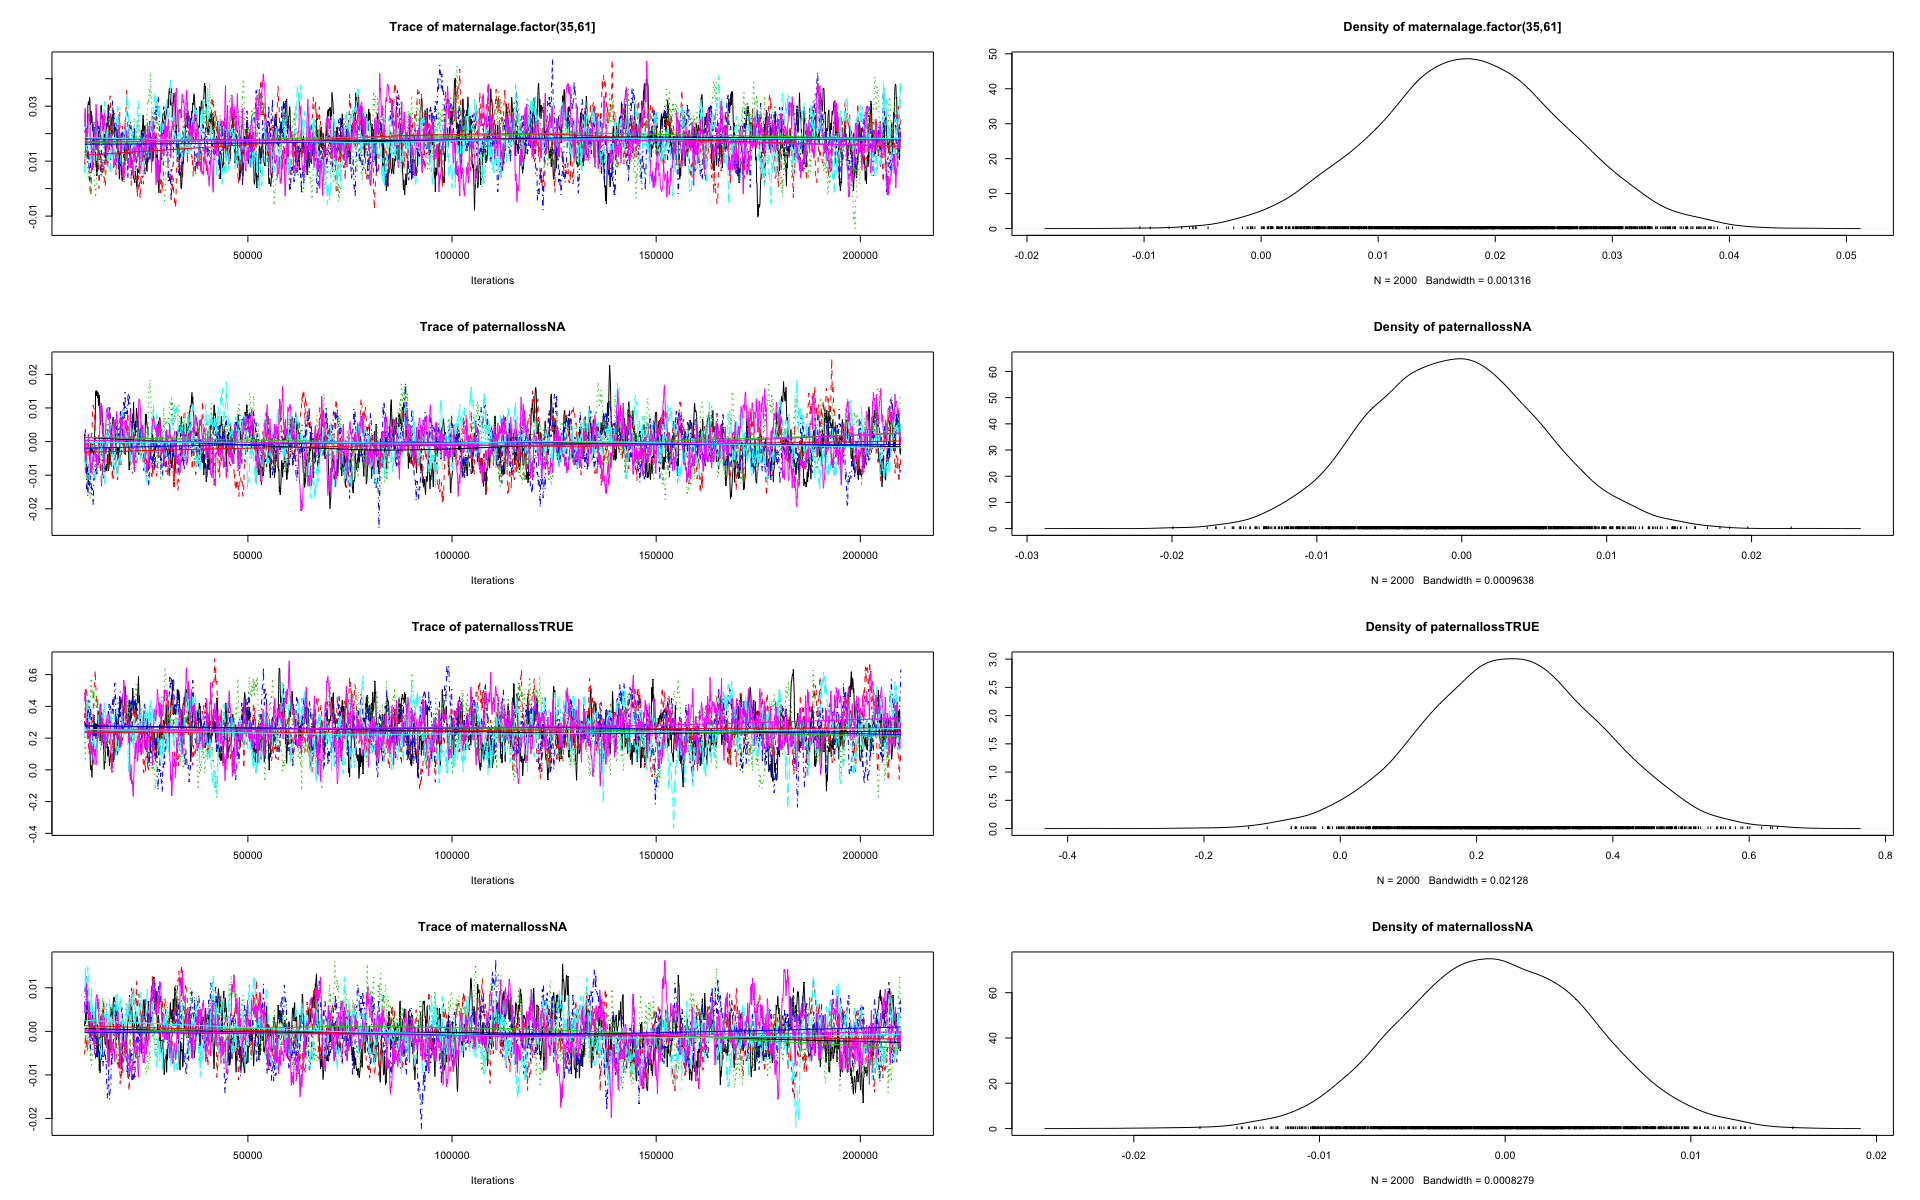 Trace of maternalage.factor(35,61]
Density of maternalage.factor(35,61]
-0.01 0.01 0.03
50000 100000 150000 200000
Iterations
0 10 20 30 40 50
-0.02 -0.01 0.00 0.01 0.02 0.03 0.04 0.05
N = 2000 Bandwidth = 0.001316
Trace of paternallossNA
Density of paternallossNA
-0.02 -0.01 0.00 0.01 0.02
50000 100000 150000 200000
Iterations
0 10 20 30 40 50 60
-0.03 -0.02 -0.01 0.00 0.01 0.02
N = 2000 Bandwidth = 0.0009638
Trace of paternallossTRUE
Density of paternallossTRUE
-0.4 -0.2 0.0 0.2 0.4 0.6
50000 100000 150000 200000
Iterations
0.0 0.5 1.0 1.5 2.0 2.5 3.0
-0.4 -0.2 0.0 0.2 0.4 0.6 0.8
N = 2000 Bandwidth = 0.02128
Trace of maternallossNA
Density of maternallossNA
-0.02 -0.01 0.00 0.01
50000 100000 150000 200000
Iterations
0 20 40 60
-0.02 -0.01 0.00 0.01 0.02
N = 2000 Bandwidth = 0.0008279